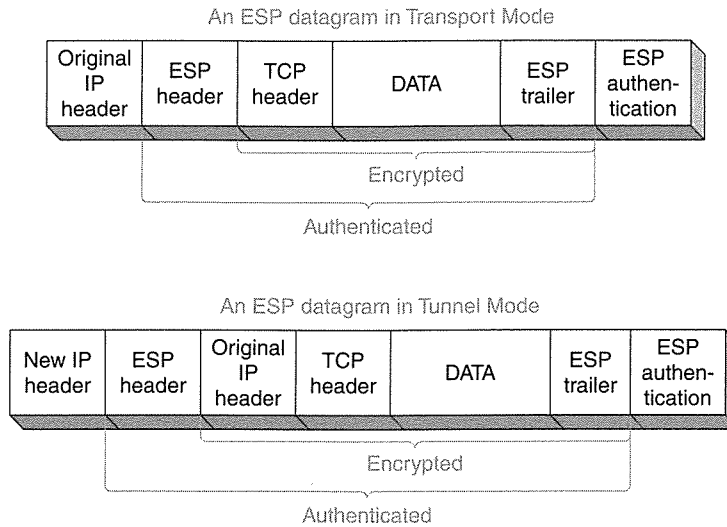 An ESP datagram in Transport Mode
Original
IP
header
ESP
header
TCP
header
DATA
ESP
trailer
ESP
authen-
tication
Encrypted
Authenticated
An ESP datagram in Tunnel Mode
New IP
header
ESP
header
Original
IP
header
TCP
header
DATA
ESP
trailer
ESP
authen-
tication
Encrypted
Authenticated